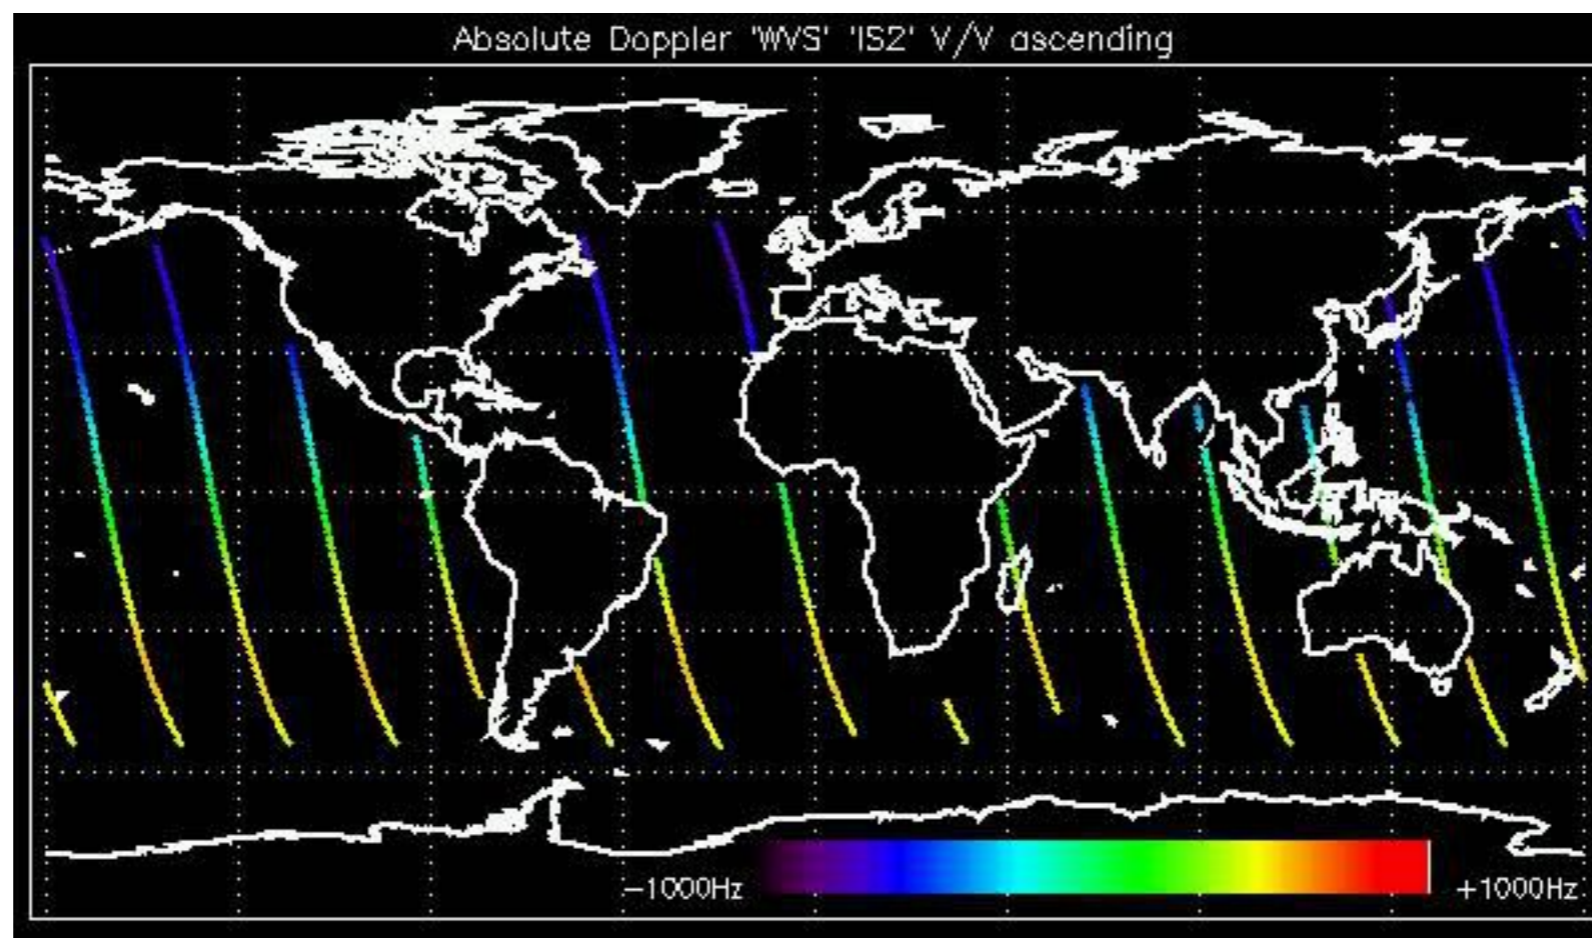 Absolute Doppler 'WVS' 'IS2' V/V ascending
-1000Hz +1000Hz